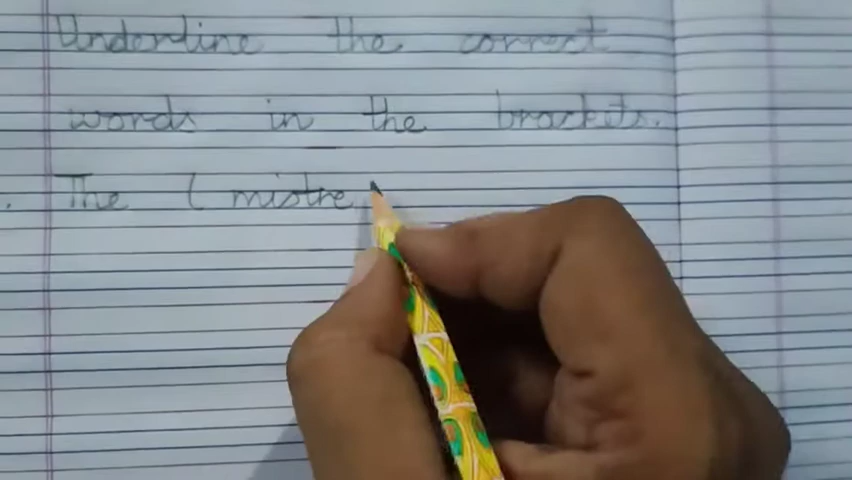 Underline the correct
words in the brackets.
. The ( mistre